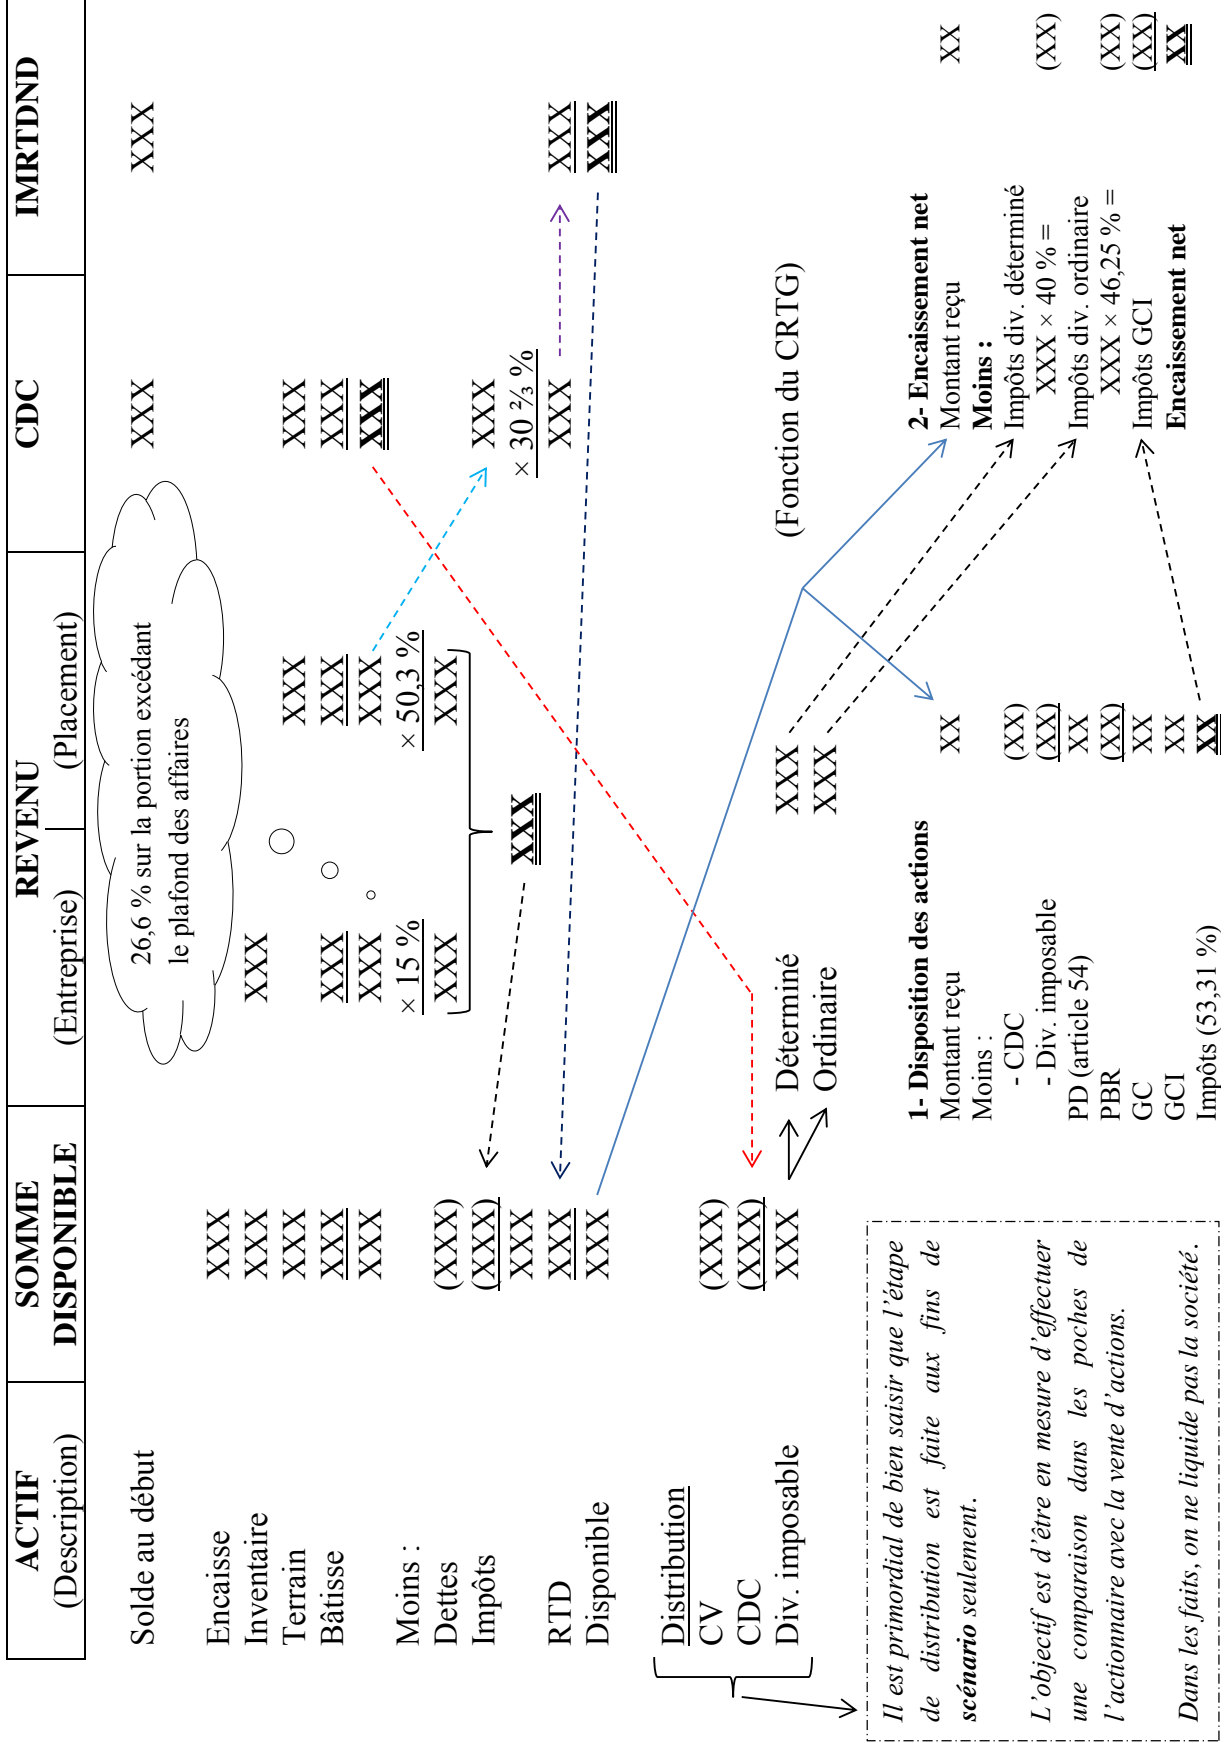 ACTIF SOMME REVENU CDC IMRTDND
(Description) DISPONIBLE (Entreprise) (Placement)
Solde au début XXX XXX
26,6 % sur la portion excédant
le plafond des affaires
Encaisse XXX
Inventaire XXX XXX
Terrain XXX XXX XXX
Bâtisse XXX XXX XXX XXX
XXX XXX XXX XXX
Moins : × 15 % × 50,3 %
Dettes (XXX) XXX XXX
Impôts (XXX) XXX
XXX XXX × 30 ⅔ %
RTD XXX XXX XXX
Disponible XXX XXX
Distribution
CV (XXX)
CDC (XXX)
Div. imposable XXX Déterminé XXX (Fonction du CRTG)
Ordinaire XXX
Il est primordial de bien saisir que l'étape
de distribution est faite aux fins de
scénario seulement.
L'objectif est d'être en mesure d'effectuer
une comparaison dans les poches de
l'actionnaire avec la vente d'actions.
Dans les faits, on ne liquide pas la société.
1- Disposition des actions
Montant reçu XX
Moins :
- CDC (XX)
- Div. imposable (XX)
PD (article 54) XX
PBR (XX)
GC XX
GCI XX
Impôts (53,31 %) XX
2- Encaissement net
Montant reçu XX
Moins :
Impôts div. déterminé
XXX × 40 % = (XX)
Impôts div. ordinaire
XXX × 46,25 % = (XX)
Impôts GCI (XX)
Encaissement net XX